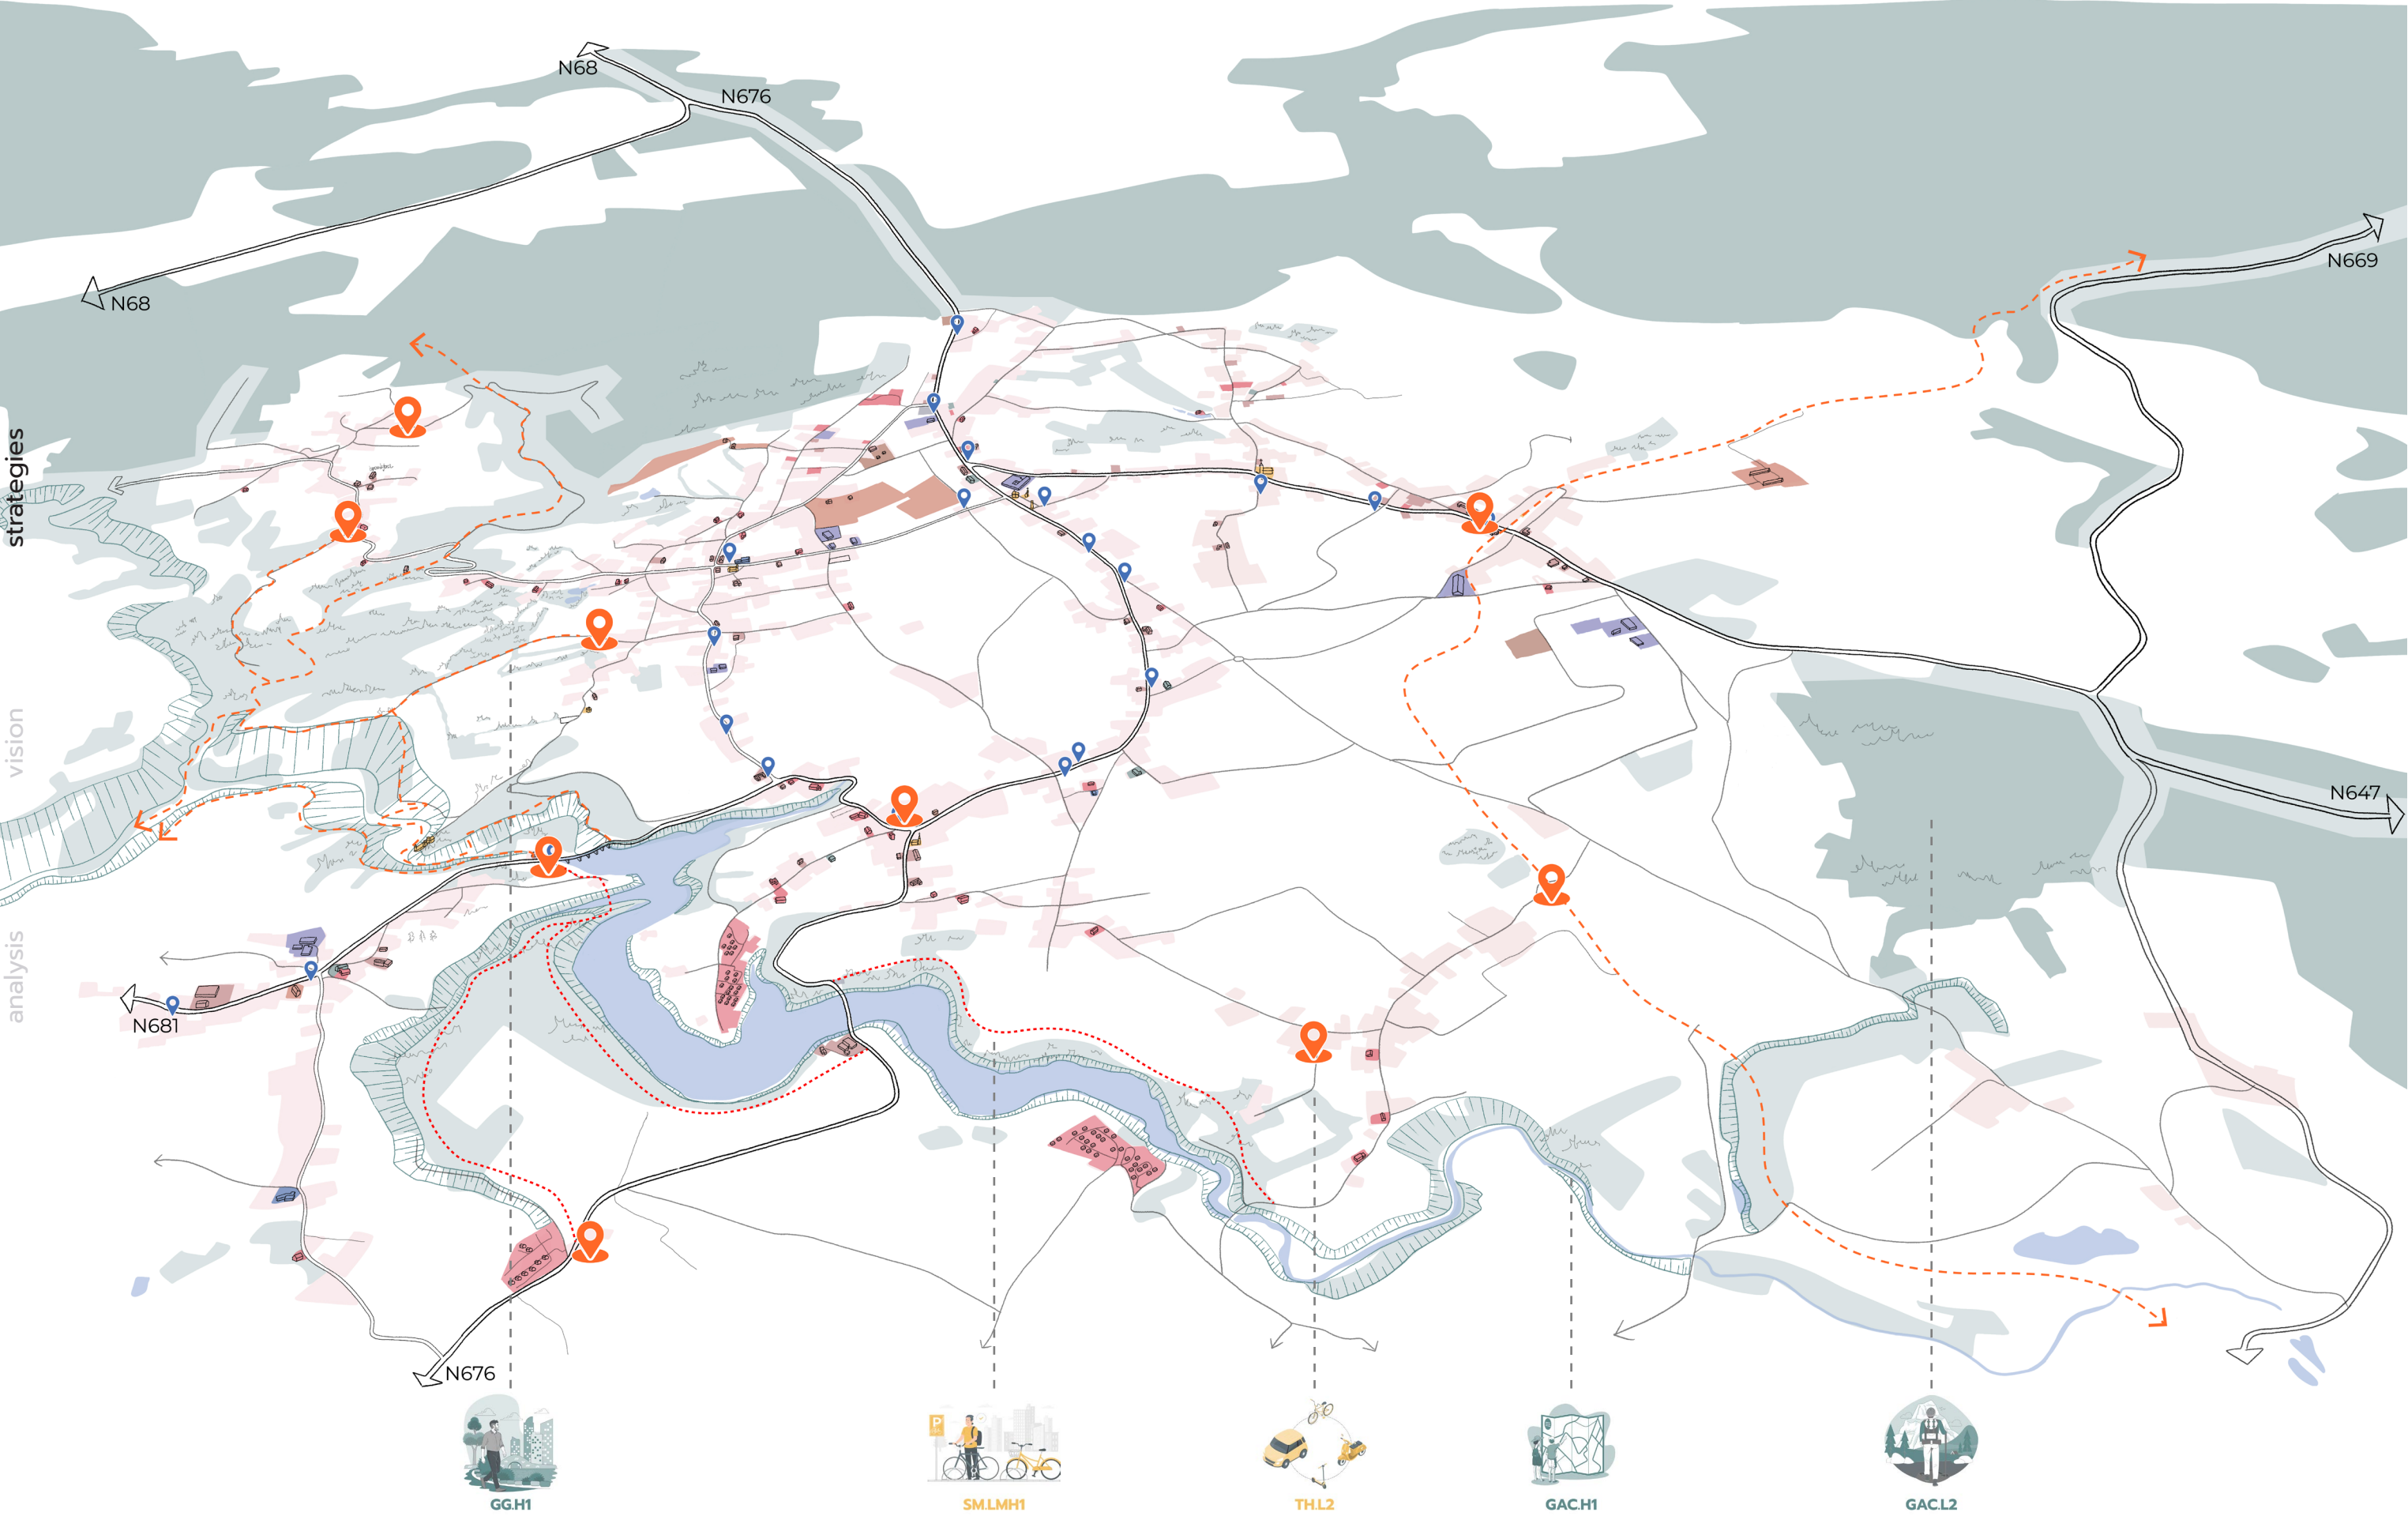 N68
N676
N68
N669
strategies
vision
N647
analysis
N681
N676
P
GG.H1
SM.LMH1
TH.L2
GAC.H1
GAC.L2